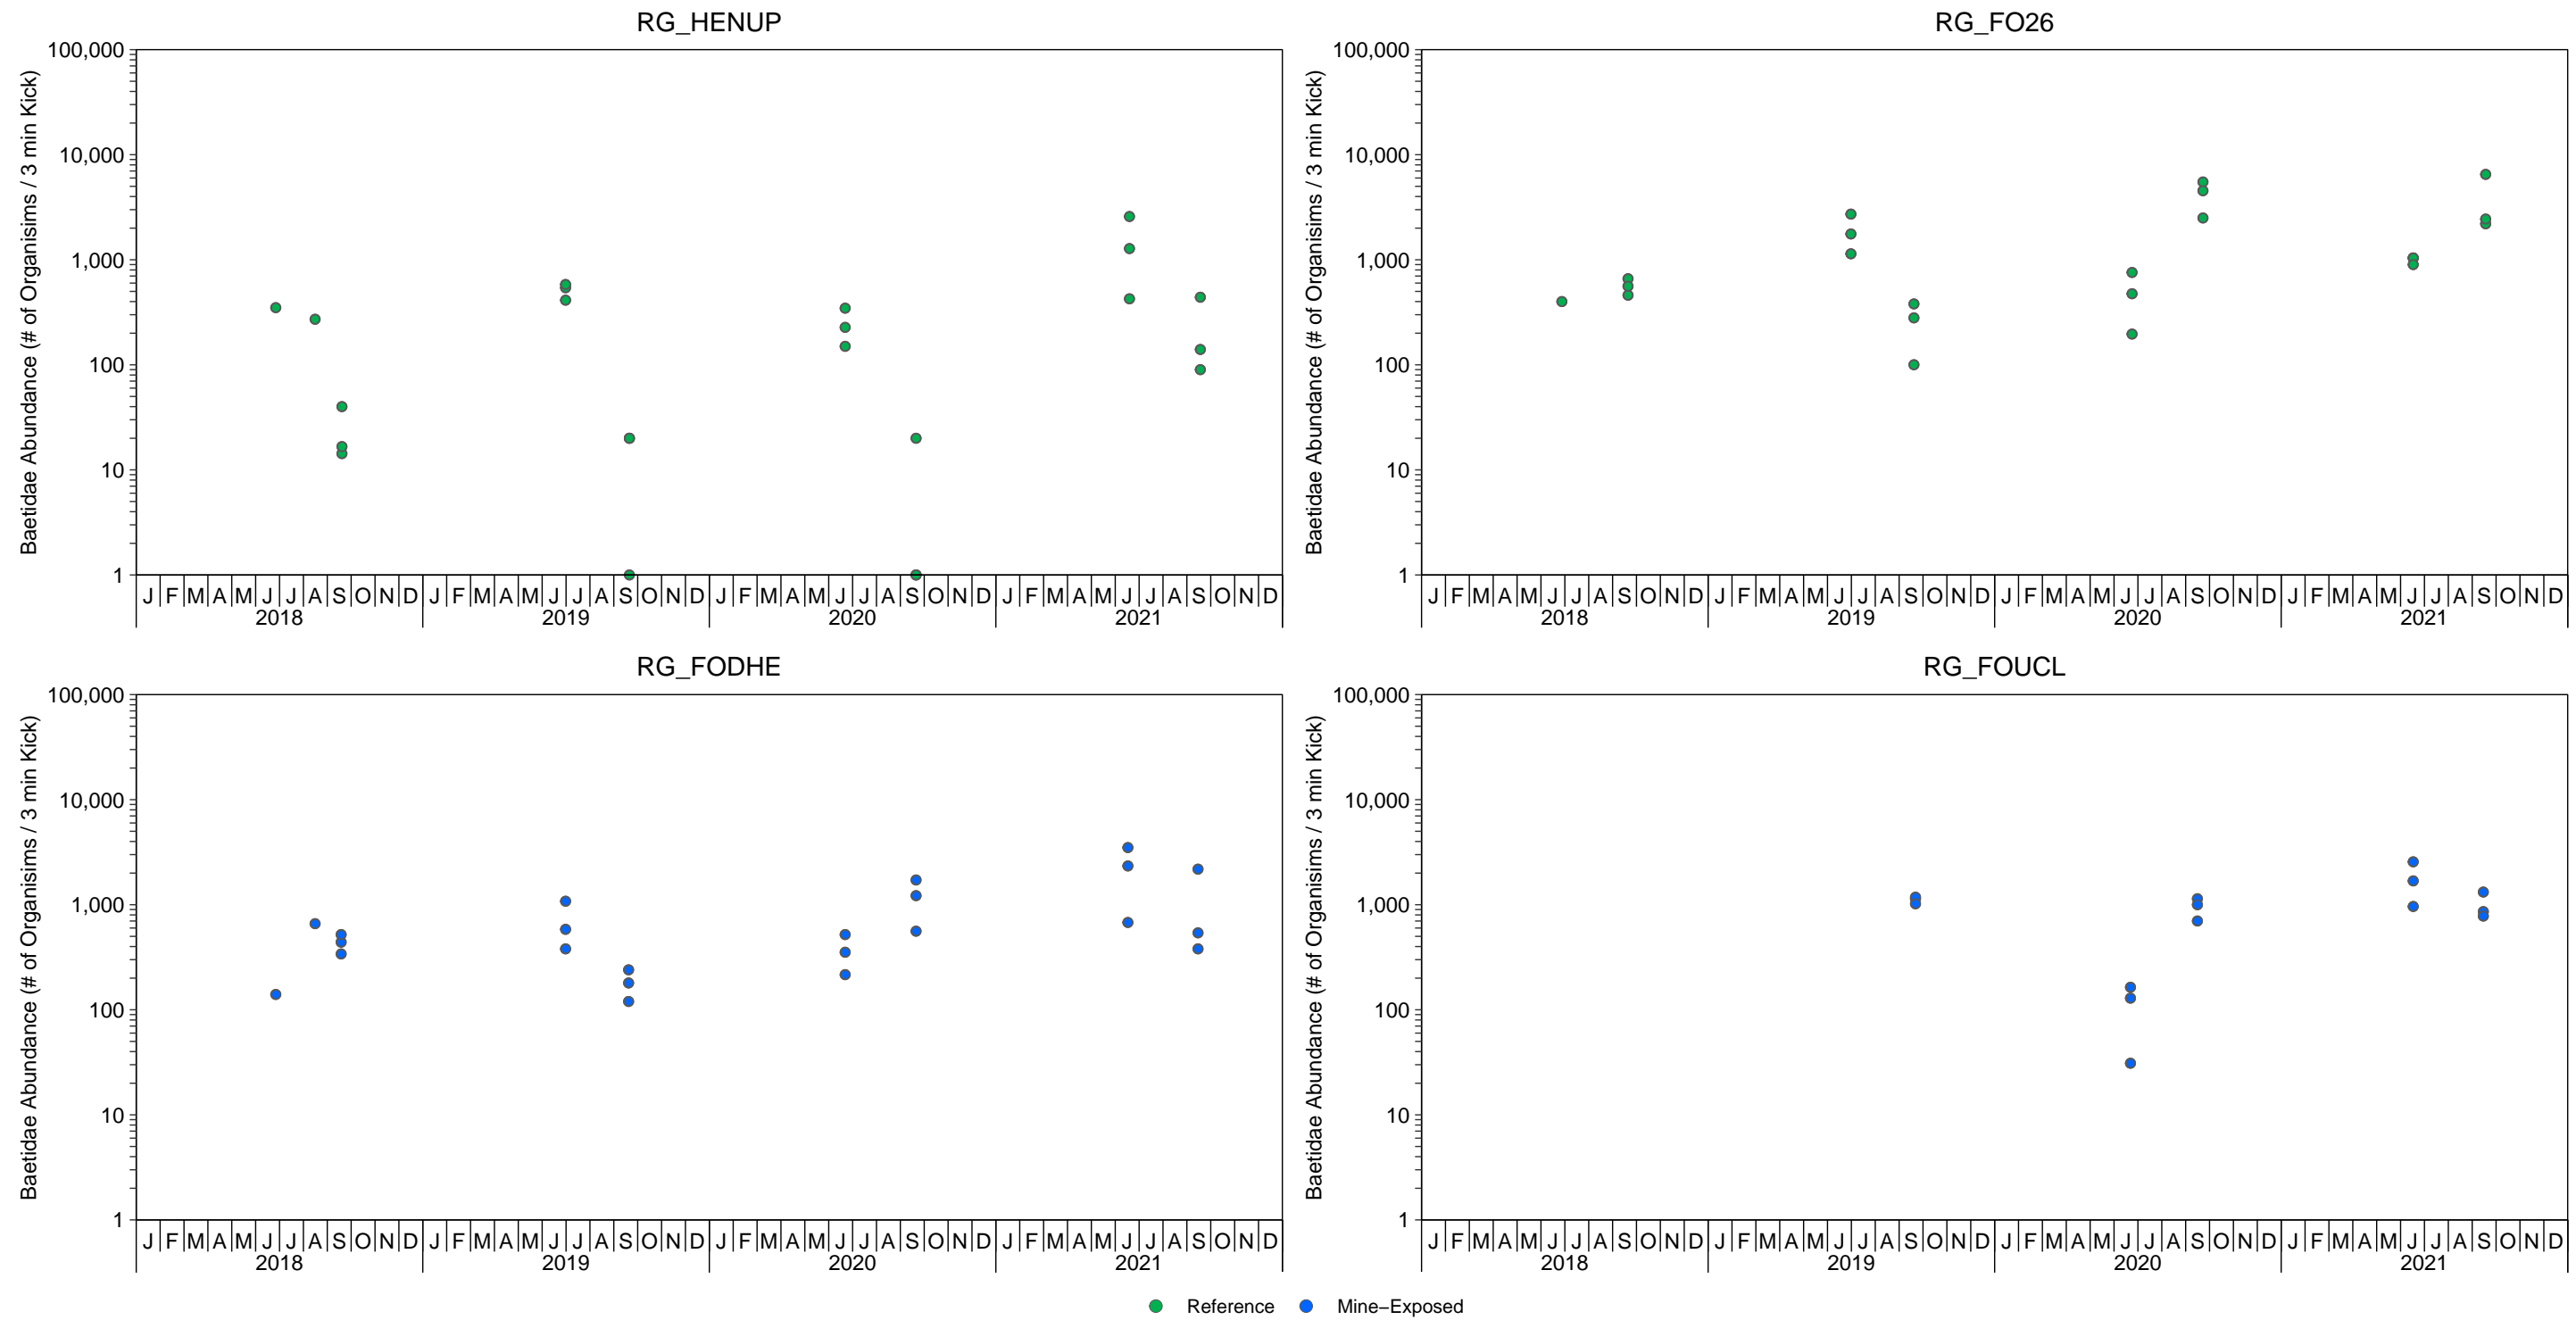 RG_HENUP
RG_FO26
Baetidae Abundance (# of Organisims / 3 min Kick)
100,000
10,000
1,000
100
10
1
J F M A M J J A S O N D J F M A M J J A S O N D J F M A M J J A S O N D J F M A M J J A S O N D
2018 2019 2020 2021
Baetidae Abundance (# of Organisims / 3 min Kick)
100,000
10,000
1,000
100
10
1
J F M A M J J A S O N D J F M A M J J A S O N D J F M A M J J A S O N D J F M A M J J A S O N D
2018 2019 2020 2021
RG_FODHE
RG_FOUCL
Baetidae Abundance (# of Organisims / 3 min Kick)
100,000
10,000
1,000
100
10
1
J F M A M J J A S O N D J F M A M J J A S O N D J F M A M J J A S O N D J F M A M J J A S O N D
2018 2019 2020 2021
Baetidae Abundance (# of Organisims / 3 min Kick)
100,000
10,000
1,000
100
10
1
J F M A M J J A S O N D J F M A M J J A S O N D J F M A M J J A S O N D J F M A M J J A S O N D
2018 2019 2020 2021
Reference Mine−Exposed